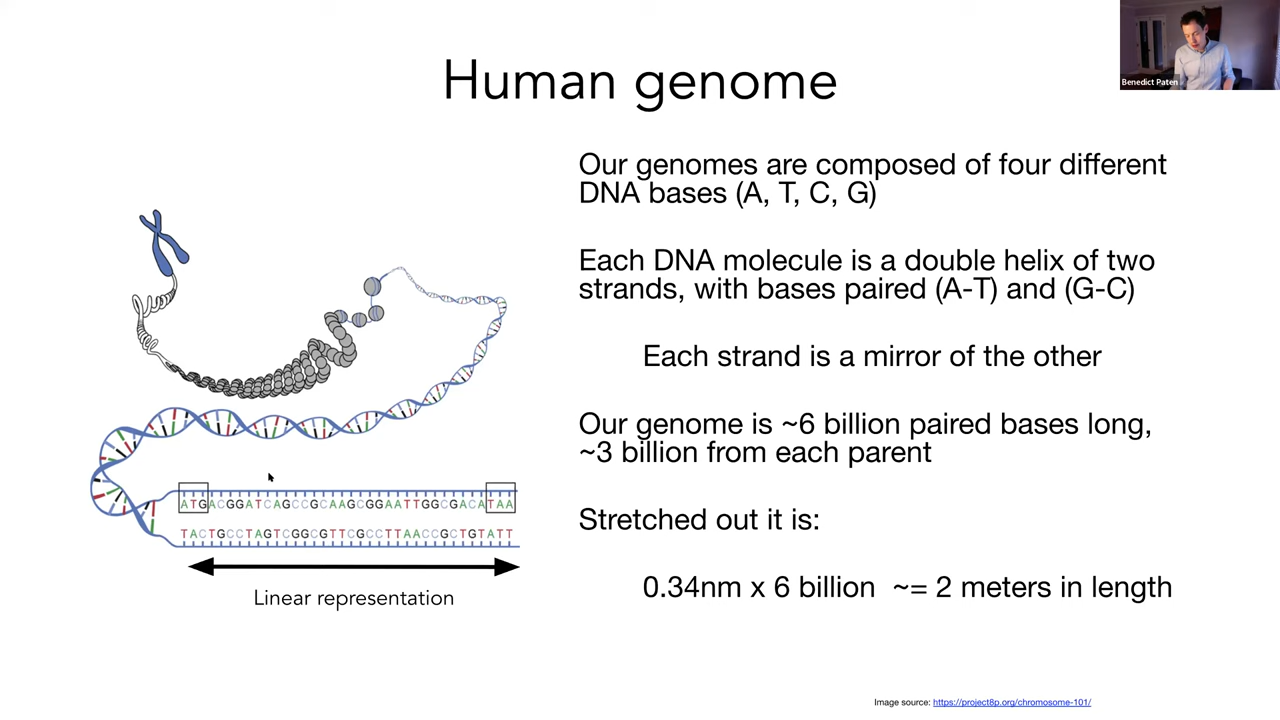 Benedict Paten
Human genome
Our genomes are composed of four different
DNA bases (A, T, C, G)
Each DNA molecule is a double helix of two
strands, with bases paired (A-T) and (G-C)
Each strand is a mirror of the other
Our genome is ~6 billion paired bases long,
~3 billion from each parent
Stretched out it is:
0.34nm x 6 billion ~= 2 meters in length
ATGACGGATCAGCCGCAAGCGGAATTGGCGACATAA
TACTGCCTAGTCGGCGTTCGCCTTAACCGCTGTATT
Linear representation
Image source: https://project8p.org/chromosome-101/